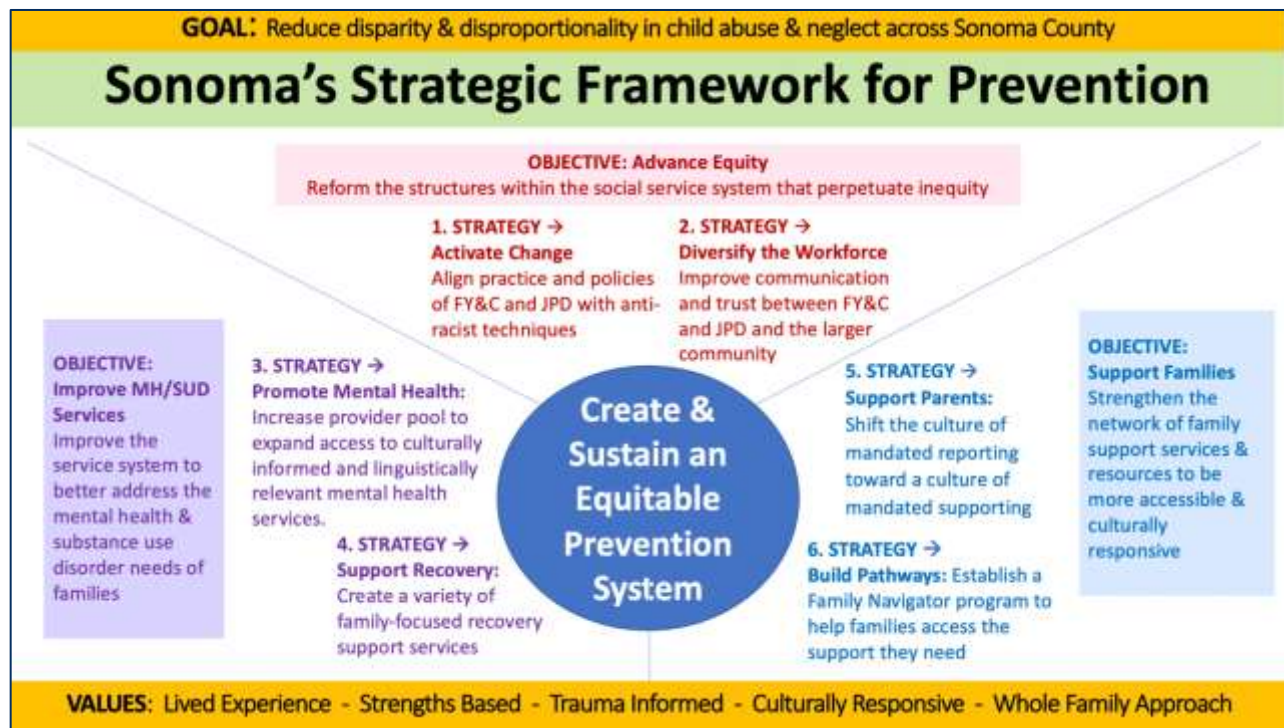 GOAL: Reduce disparity & disproportionality in child abuse & neglect across Sonoma County
Sonoma's Strategic Framework for Prevention
OBJECTIVE: Advance Equity
Reform the structures within the social service system that perpetuate inequity
1. STRATEGY →
Activate Change
Align practice and policies
of FY&C and JPD with anti-
racist techniques
2. STRATEGY →
Diversify the Workforce
Improve communication
and trust between FY&C
and JPD and the larger
community
OBJECTIVE:
Improve MH/SUD
Services
Improve the
service system to
better address the
mental health &
substance use
disorder needs of
families
3. STRATEGY →
Promote Mental Health:
Increase provider pool to
expand access to culturally
informed and linguistically
relevant mental health
services.
4. STRATEGY →
Support Recovery:
Create a variety of
family-focused recovery
support services
Create &
Sustain an
Equitable
Prevention
System
5. STRATEGY →
Support Parents:
Shift the culture of
mandated reporting
toward a culture of
mandated supporting
6. STRATEGY →
Build Pathways: Establish a
Family Navigator program to
help families access the
support they need
OBJECTIVE:
Support Families
Strengthen the
network of family
support services &
resources to be
more accessible &
culturally
responsive
VALUES: Lived Experience - Strengths Based - Trauma Informed - Culturally Responsive - Whole Family Approach